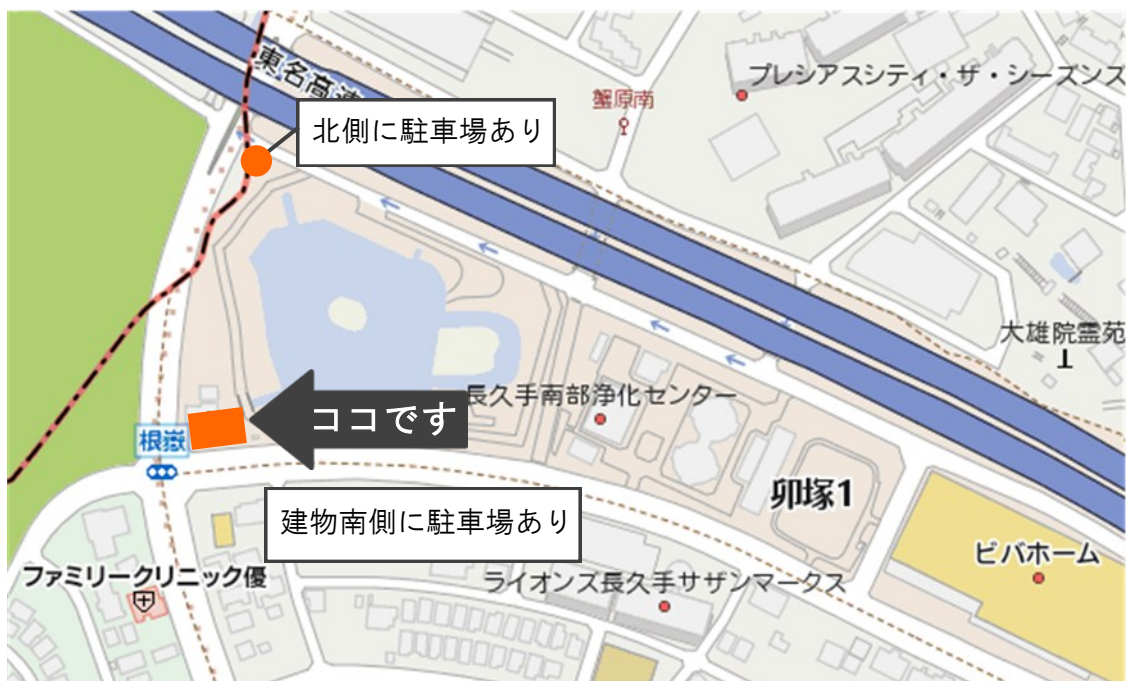 東名高速
プレシアスシティ・ザ・シーズンズ
蟹原南
北側に駐車場あり
大雄院霊苑
長久手南部浄化センター
ココです
根嶽
卯塚1
建物南側に駐車場あり
ビバホーム
ファミリークリニック優
ライオンズ長久手サザンマークス